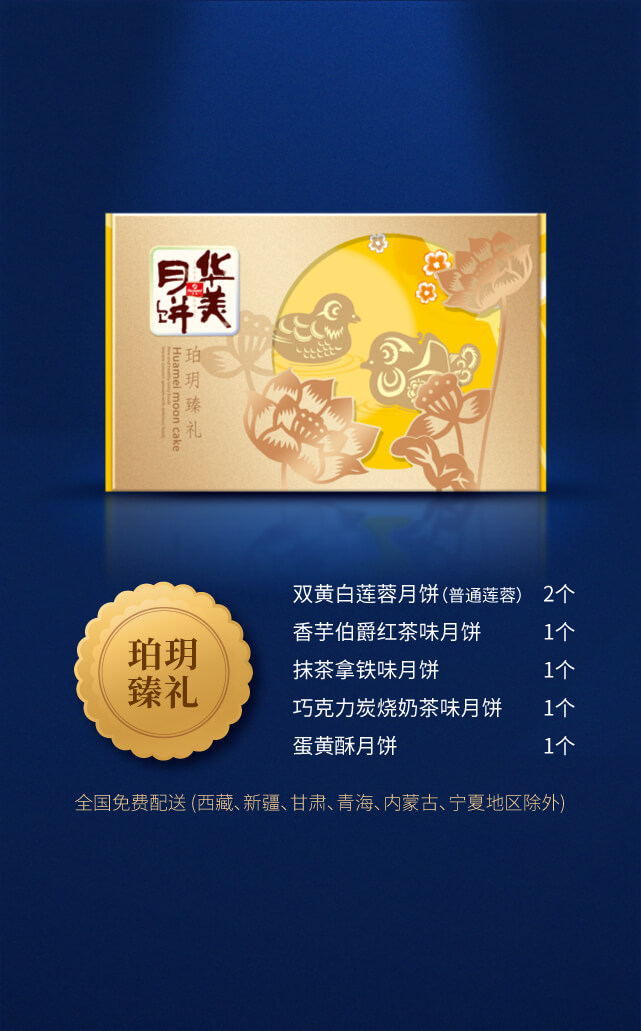 华美
月饼
珀玥臻礼
Huamei moon cake
双黄白莲蓉月饼(普通莲蓉) 2个
香芋伯爵红茶味月饼 1个
抹茶拿铁味月饼 1个
巧克力炭烧奶茶味月饼 1个
蛋黄酥月饼 1个
珀玥
臻礼
全国免费配送 (西藏、新疆、甘肃、青海、内蒙古、宁夏地区除外)